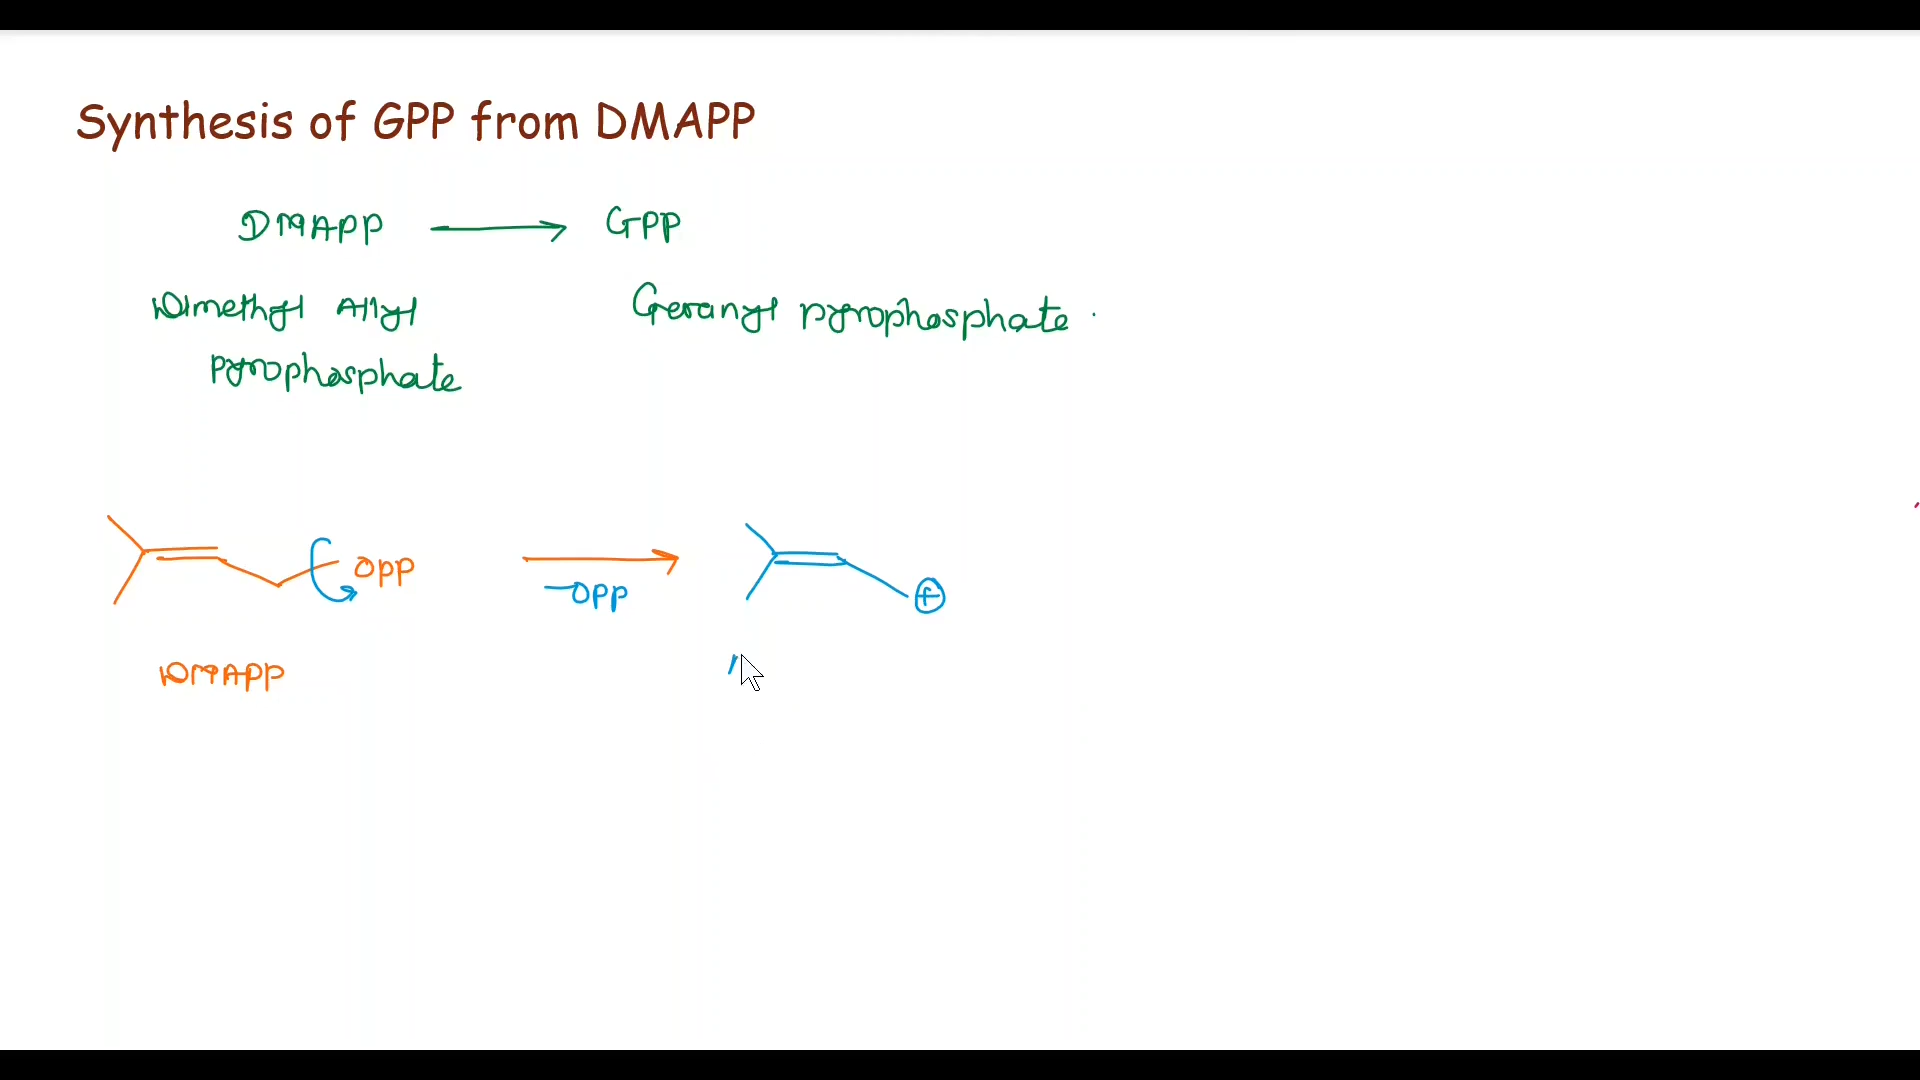 Synthesis of GPP from DMAPP
DMAPP → GPP
Dimethyl Allyl
pyrophosphate
Geranyl pyrophosphate .
OPP
-OPP
+
DMAPP